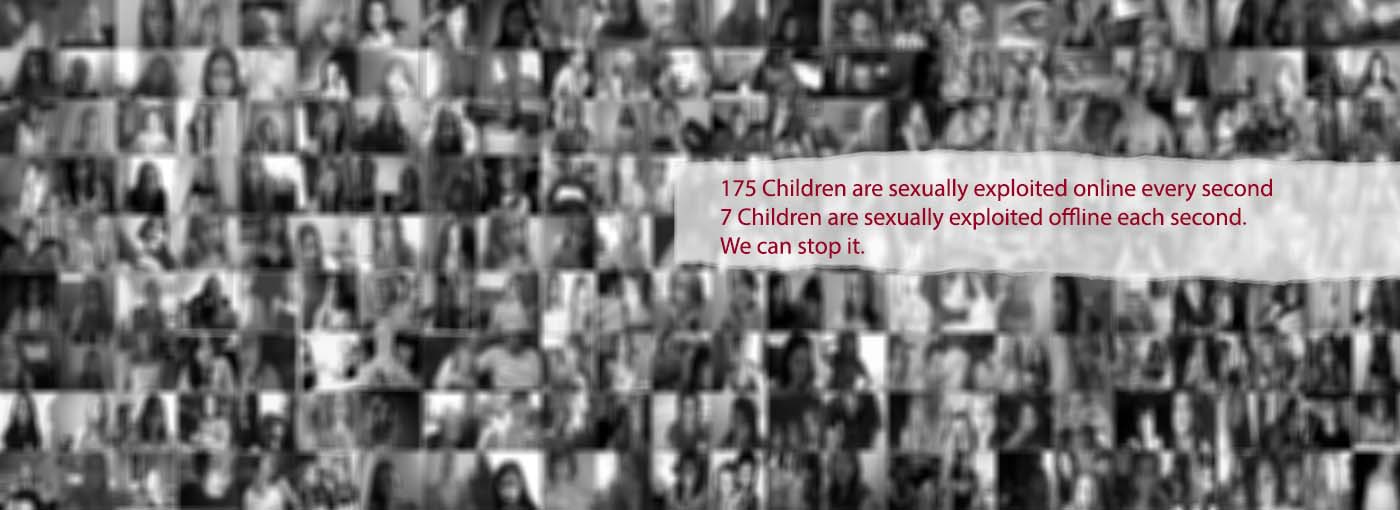 175 Children are sexually exploited online every second
7 Children are sexually exploited offline each second.
We can stop it.